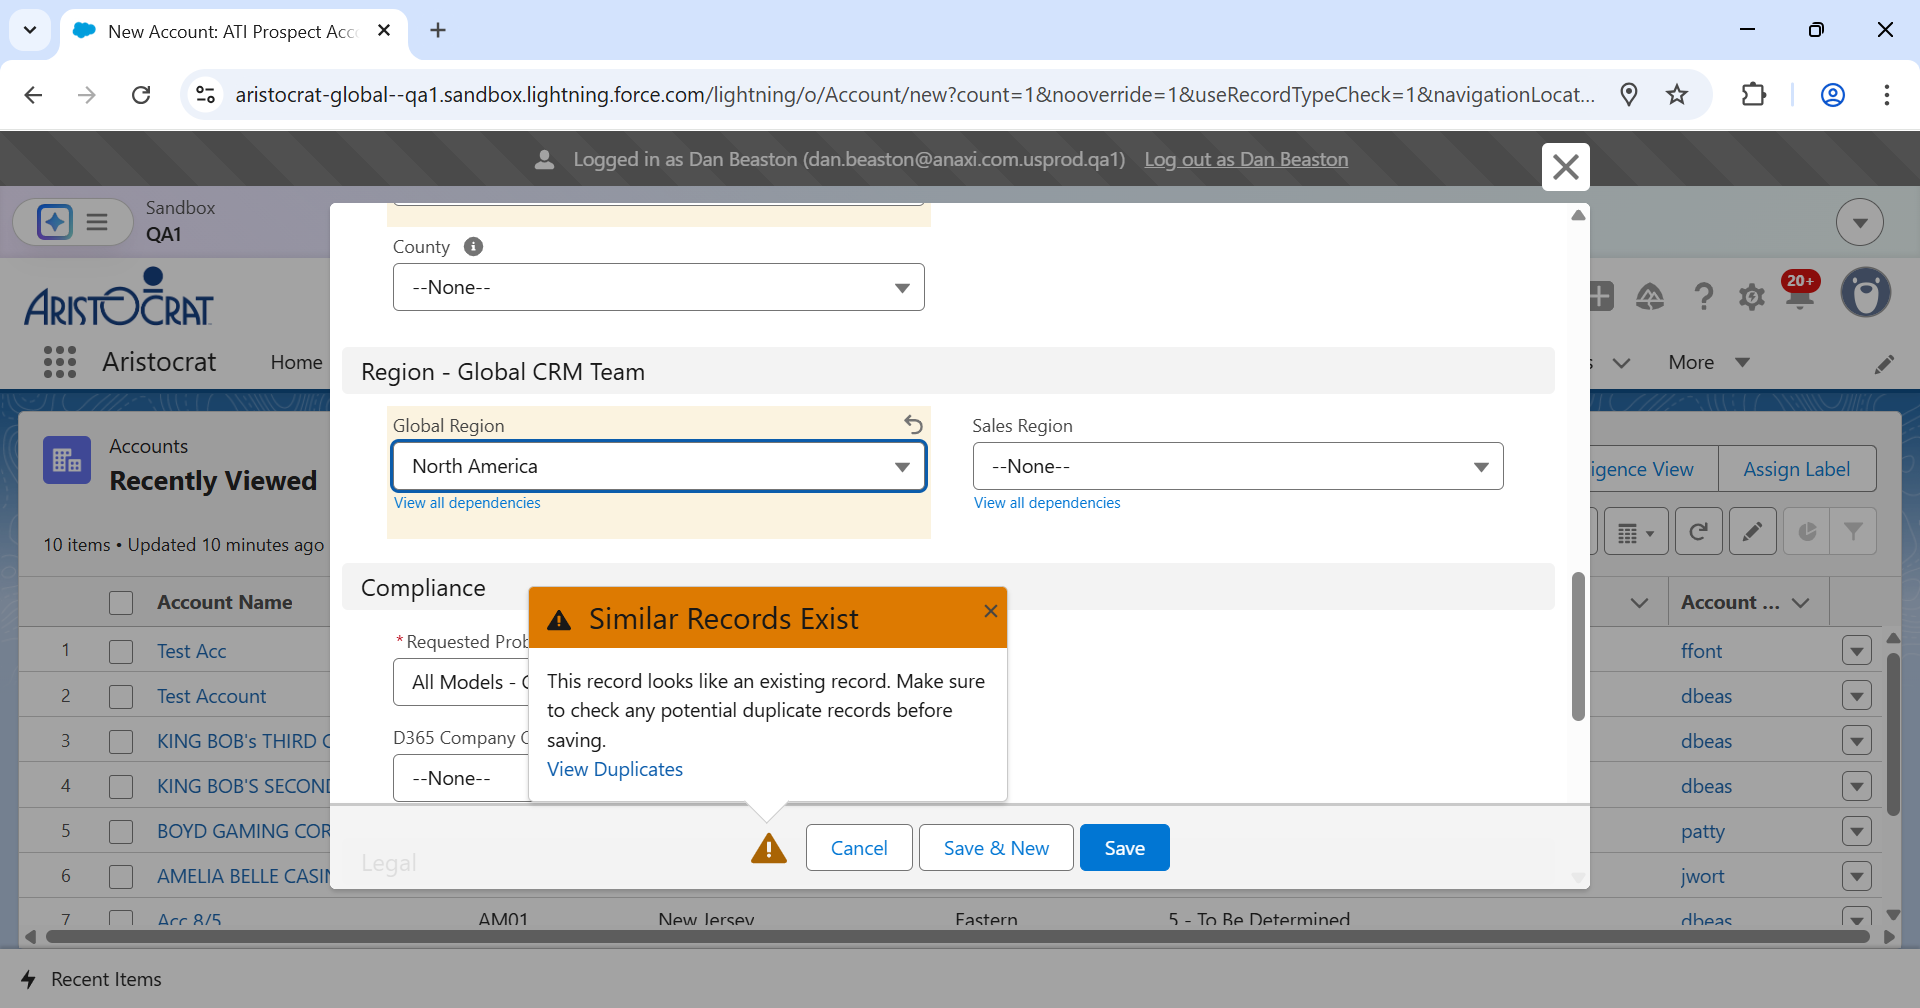 New Account: ATI Prospect Acc
aristocrat-global--qa1.sandbox.lightning.force.com/lightning/o/Account/new?count=1&nooverride=1&useRecordTypeCheck=1&navigationLocat...
Logged in as Dan Beaston (dan.beaston@anaxi.com.usprod.qa1) Log out as Dan Beaston
Sandbox
QA1
ARISTOCRAT
20+
Aristocrat Home
s More
County
--None--
Region - Global CRM Team
Global Region
North America
View all dependencies
Sales Region
--None--
View all dependencies
Accounts
Recently Viewed
igence View Assign Label
10 items • Updated 10 minutes ago
Compliance
*Requested Prob
All Models -
D365 Company
--None--
Similar Records Exist
This record looks like an existing record. Make sure
to check any potential duplicate records before
saving.
View Duplicates
Legal
Cancel Save & New Save
Account Name Account ...
1 Test Acc ffont
2 Test Account dbeas
3 KING BOB's THIRD dbeas
4 KING BOB'S SECOND dbeas
5 BOYD GAMING COR patty
6 AMELIA BELLE CASIN jwort
7 Acc 8/5 AM01 New Jersey Eastern 5 - To Be Determined dbeas
Recent Items